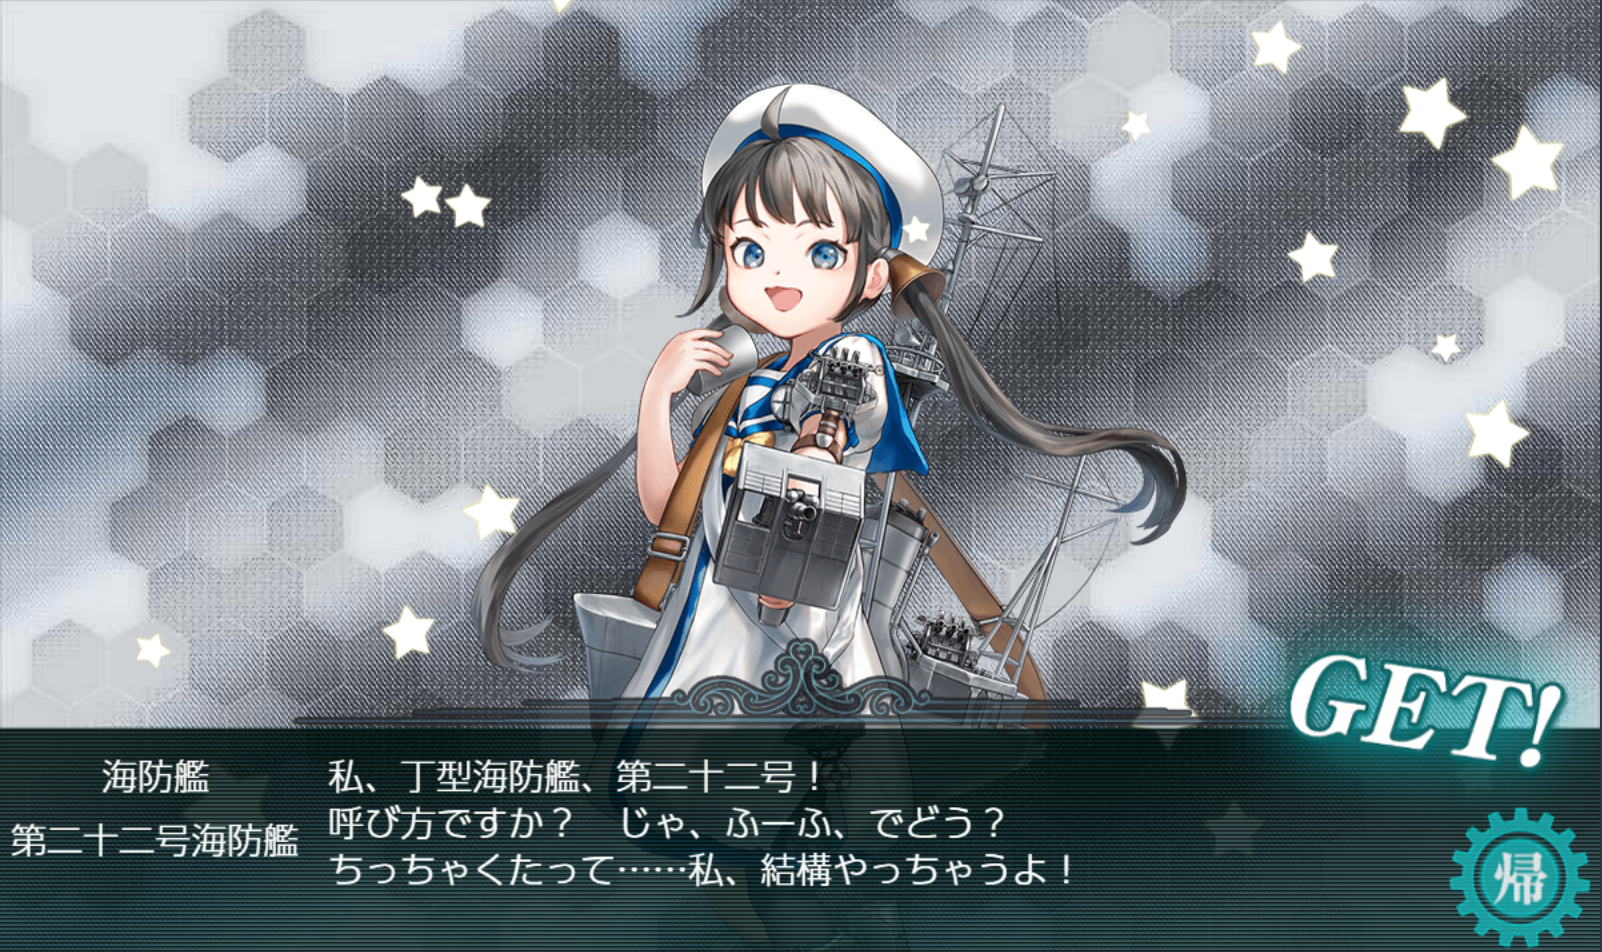 GET!
海防艦
第二十二号海防艦
私、丁型海防艦、第二十二号！
呼び方ですか？　じゃ、ふーふ、でどう？
ちっちゃくたって……私、結構やっちゃうよ！
帰